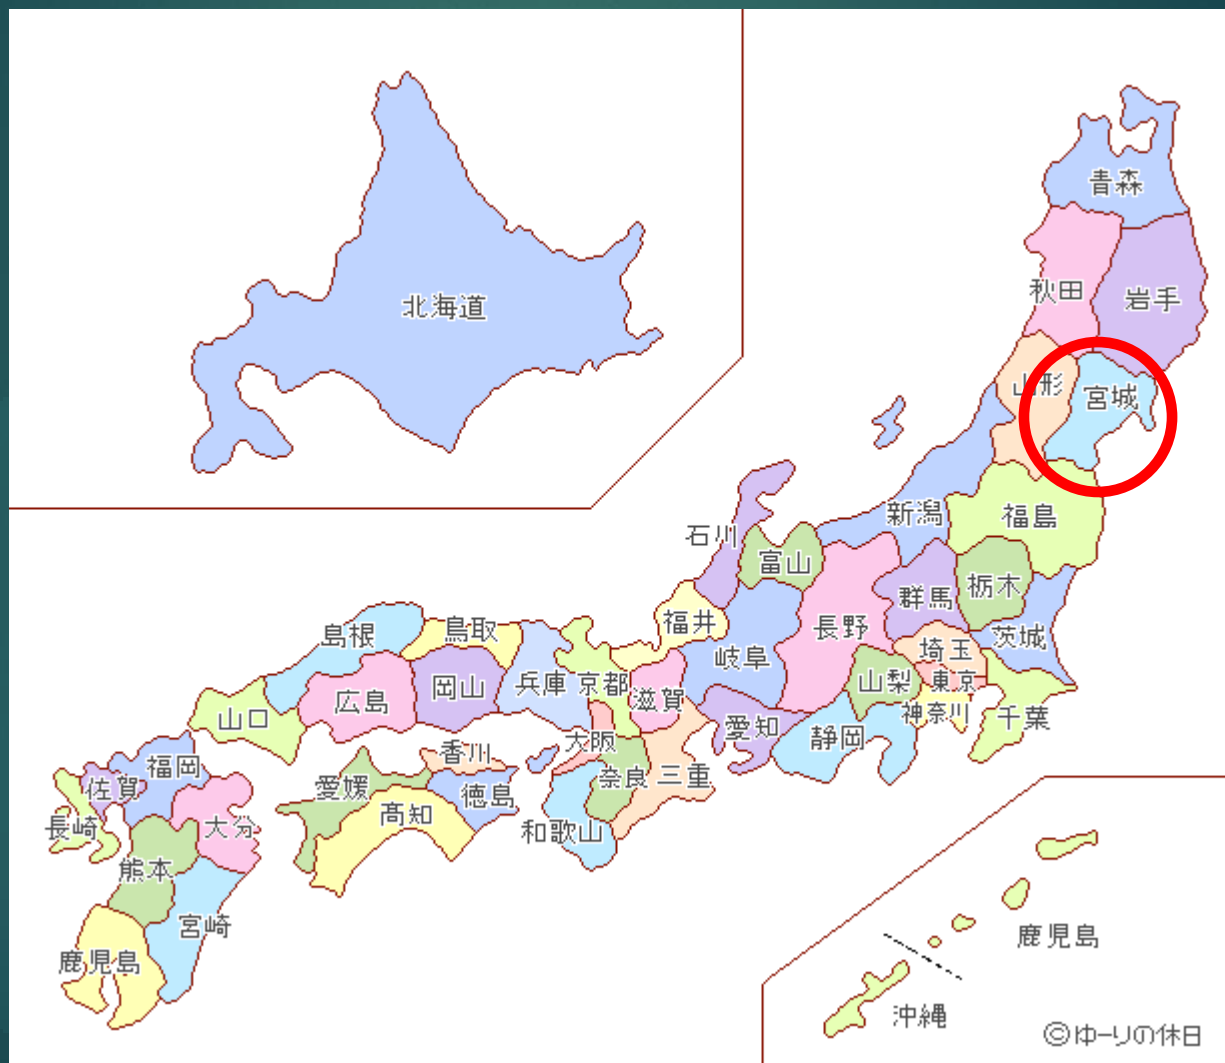 北海道
青森
秋田
岩手
山形
宮城
新潟
福島
石川
富山
群馬
栃木
福井
長野
茨城
島根
鳥取
岐阜
埼玉
兵庫
京都
滋賀
山梨
東京
岡山
広島
神奈川
山口
愛知
千葉
静岡
大阪
香川
福岡
奈良
三重
佐賀
愛媛
徳島
高知
長崎
大分
和歌山
熊本
宮崎
鹿児島
鹿児島
沖縄
©ゆーりの休日